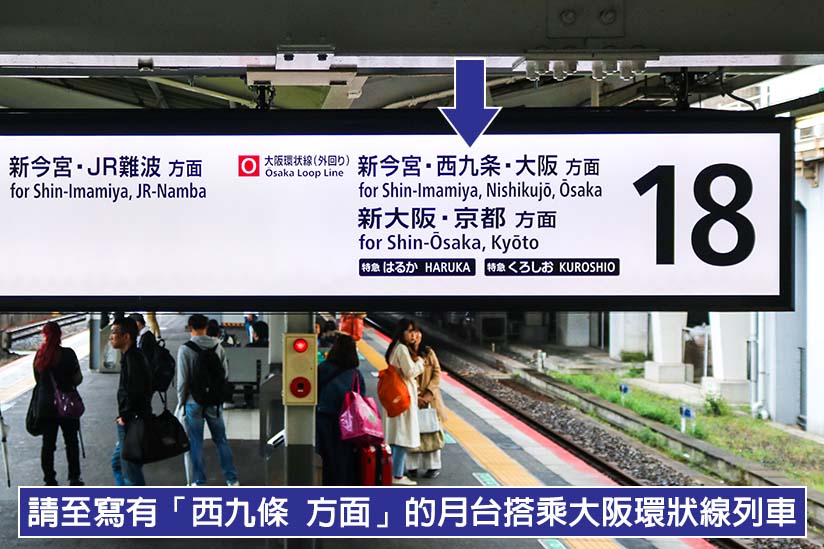 新今宮・JR難波 方面
for Shin-Imamiya, JR-Namba
O 大阪環状線(外回り)
Osaka Loop Line
新今宮・西九条・大阪 方面
for Shin-Imamiya, Nishikujō, Ōsaka
新大阪・京都 方面
for Shin-Ōsaka, Kyōto
特急 はるか HARUKA 特急 くろしお KUROSHIO
18
請至寫有「西九條 方面」的月台搭乘大阪環狀線列車